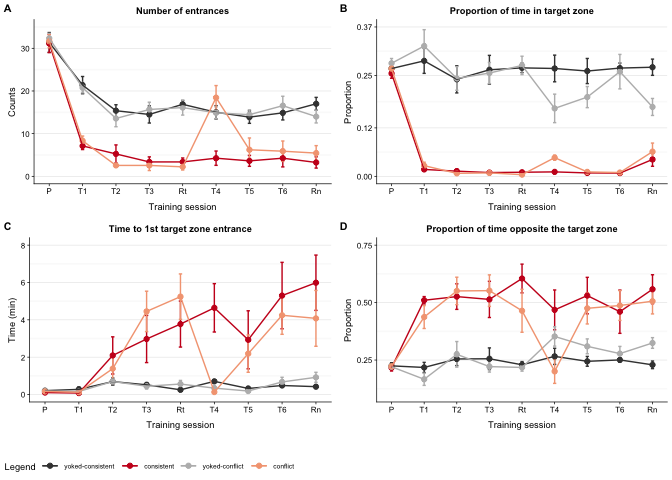 A
Number of entrances
Counts
30
20
10
0
P T1 T2 T3 Rt T4 T5 T6 Rn
Training session
B
Proportion of time in target zone
Proportion
0.37
0.25
0.12
0.00
P T1 T2 T3 Rt T4 T5 T6 Rn
Training session
C
Time to 1st target zone entrance
Time (min)
8
6
4
2
0
P T1 T2 T3 Rt T4 T5 T6 Rn
Training session
D
Proportion of time opposite the target zone
Proportion
0.75
0.50
0.25
P T1 T2 T3 Rt T4 T5 T6 Rn
Training session
Legend yoked-consistent consistent yoked-conflict conflict